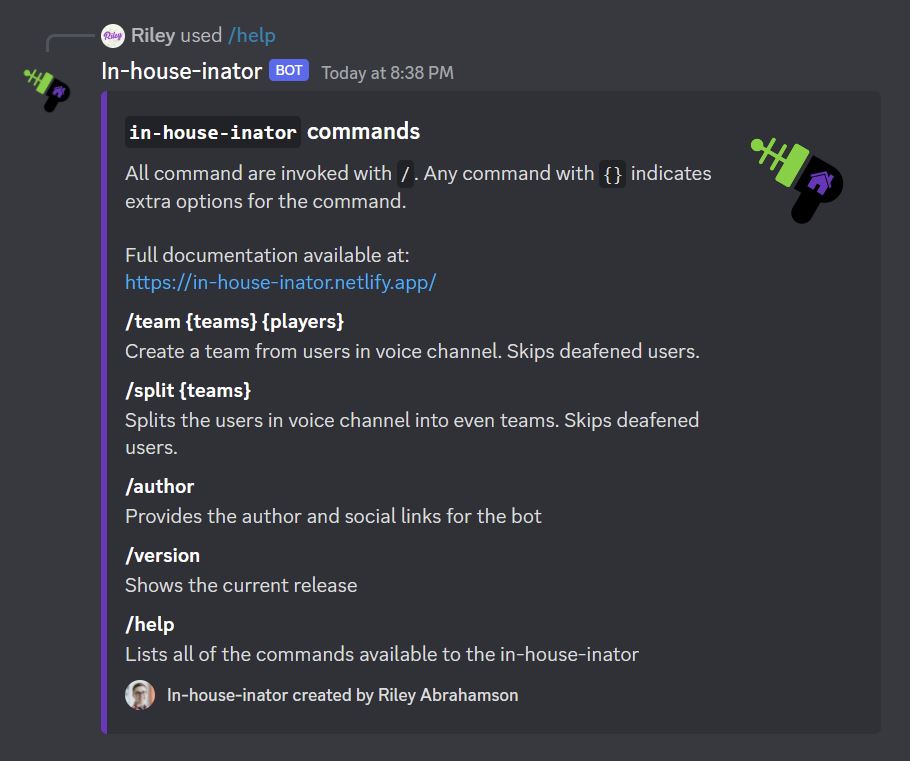 Riley Riley used /help
In-house-inator BOT Today at 8:38 PM
in-house-inator commands
All command are invoked with /. Any command with {} indicates
extra options for the command.
Full documentation available at:
https://in-house-inator.netlify.app/
/team {teams} {players}
Create a team from users in voice channel. Skips deafened users.
/split {teams}
Splits the users in voice channel into even teams. Skips deafened
users.
/author
Provides the author and social links for the bot
/version
Shows the current release
/help
Lists all of the commands available to the in-house-inator
In-house-inator created by Riley Abrahamson